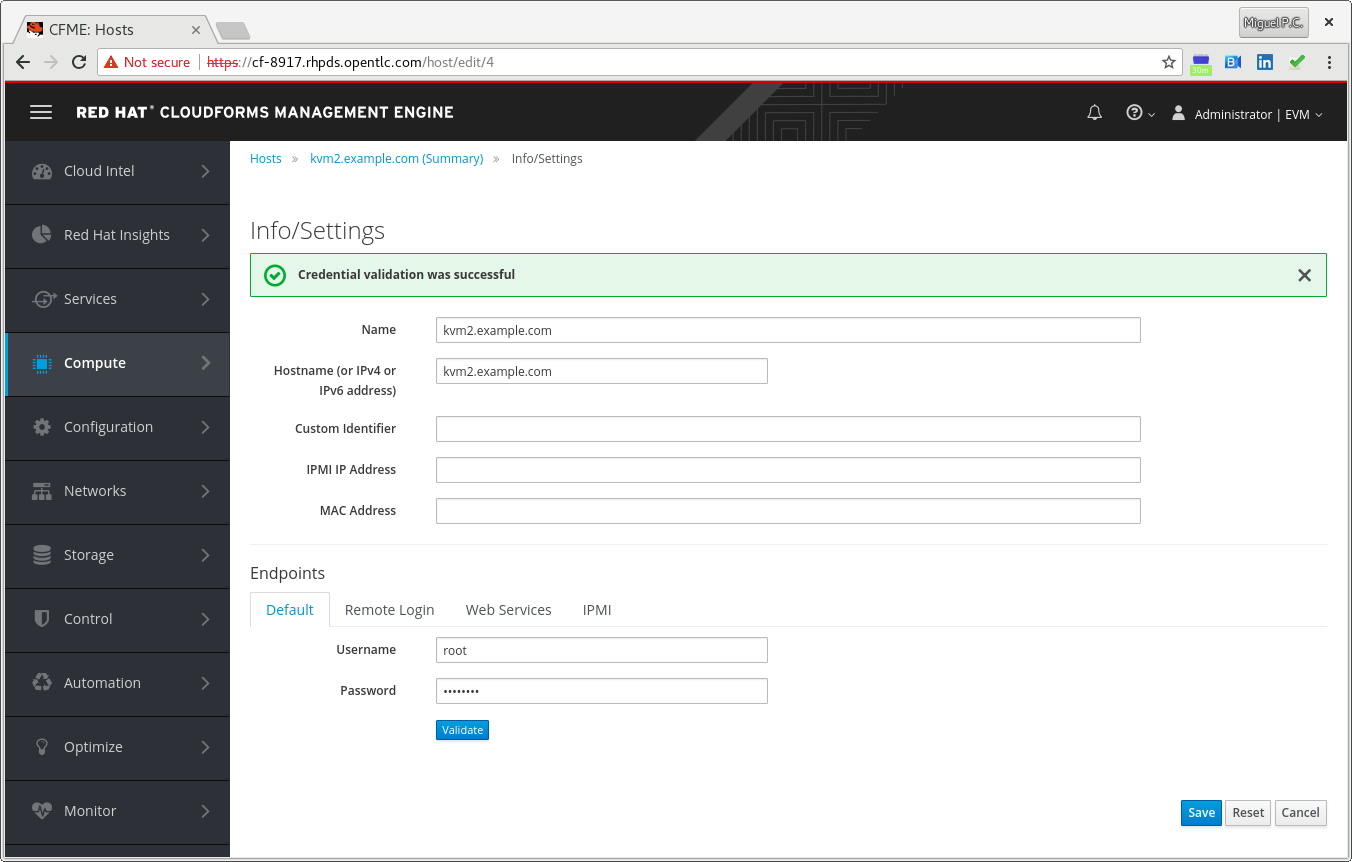 CFME: Hosts
Miguel P.C.
Not secure https://cf-8917.rhpds.opentlc.com/host/edit/4
30m
B
in
RED HAT® CLOUDFORMS MANAGEMENT ENGINE
Administrator | EVM
Cloud Intel
Red Hat Insights
Services
Compute
Configuration
Networks
Storage
Control
Automation
Optimize
Monitor
Hosts » kvm2.example.com (Summary) » Info/Settings
Info/Settings
Credential validation was successful
Name kvm2.example.com
Hostname (or IPv4 or
IPv6 address) kvm2.example.com
Custom Identifier
IPMI IP Address
MAC Address
Endpoints
Default Remote Login Web Services IPMI
Username root
Password ••••••••
Validate
Save Reset Cancel